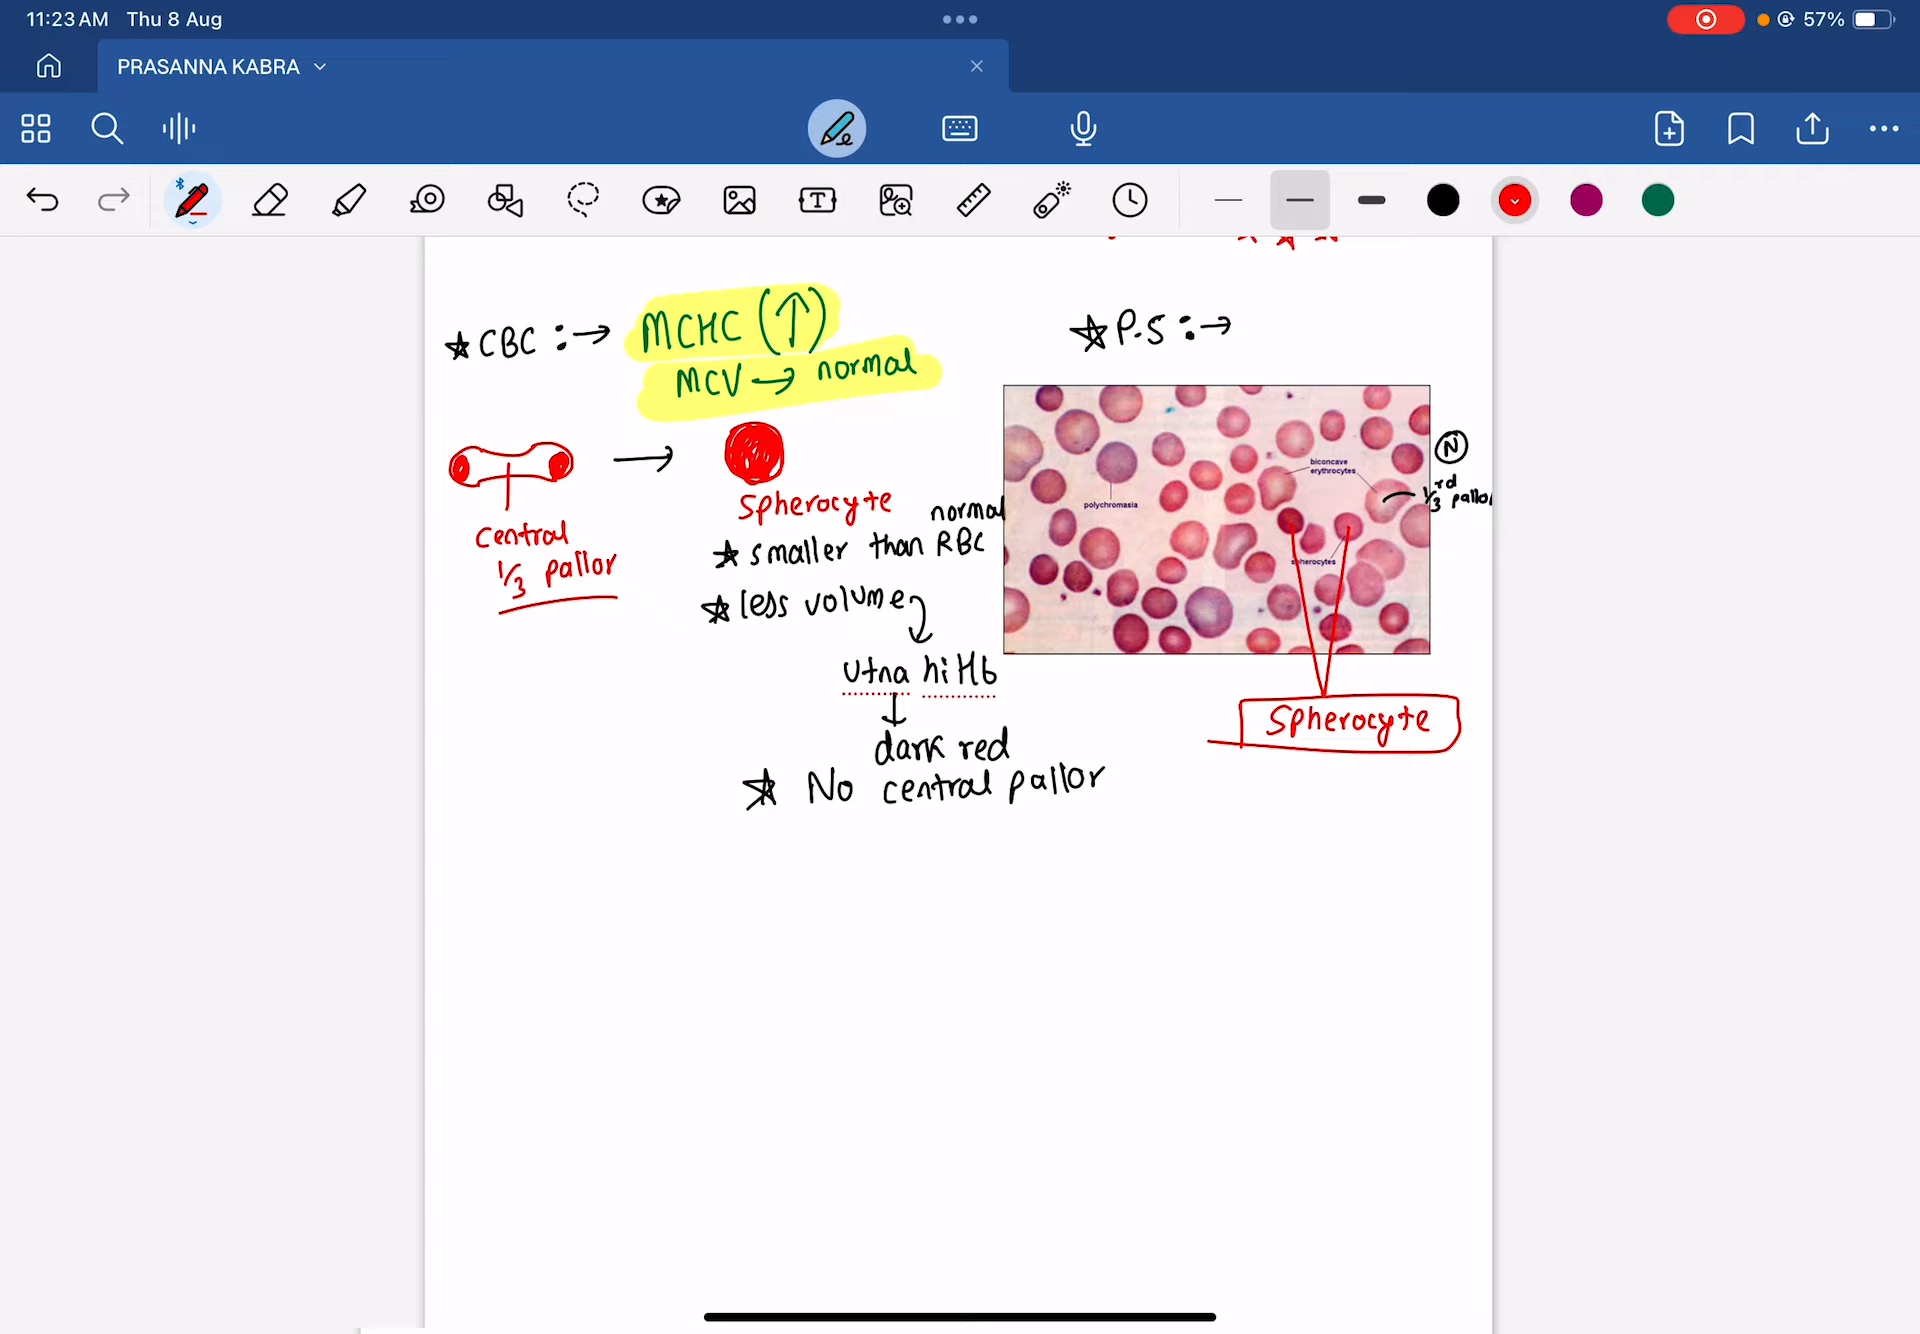 11:23 AM Thu 8 Aug
57%
PRASANNA KABRA
★ CBC :→ MCHC (↑)
MCV → normal
★ P.S :→
central
1/3 pallor
→
Spherocyte
★ smaller than normal RBC
★ less volume
Utna hi Hb
↓
dark red
★ No central pallor
polychromasia
biconcave
erythrocytes
spherocytes
N
1/3rd pallor
Spherocyte